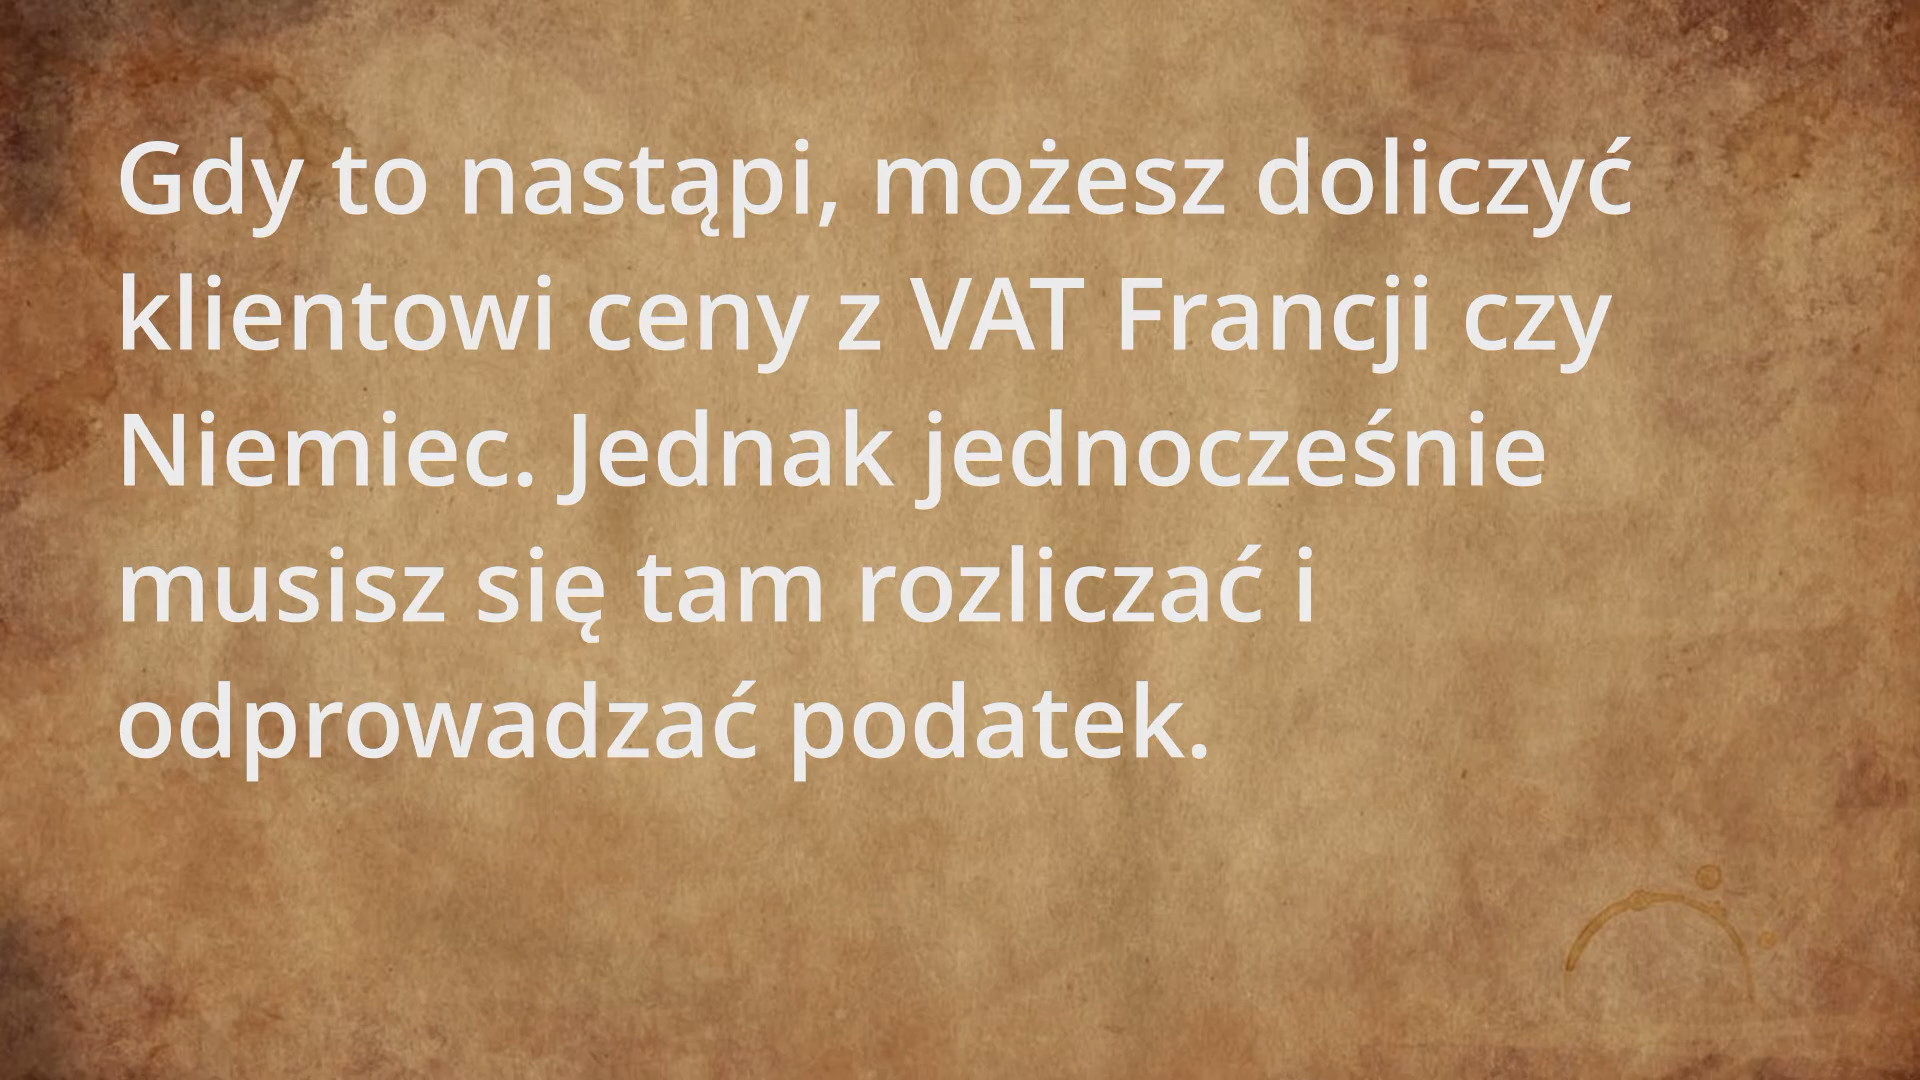 Gdy to nastąpi, możesz doliczyć
klientowi ceny z VAT Francji czy
Niemiec. Jednak jednocześnie
musisz się tam rozliczać i
odprowadzać podatek.